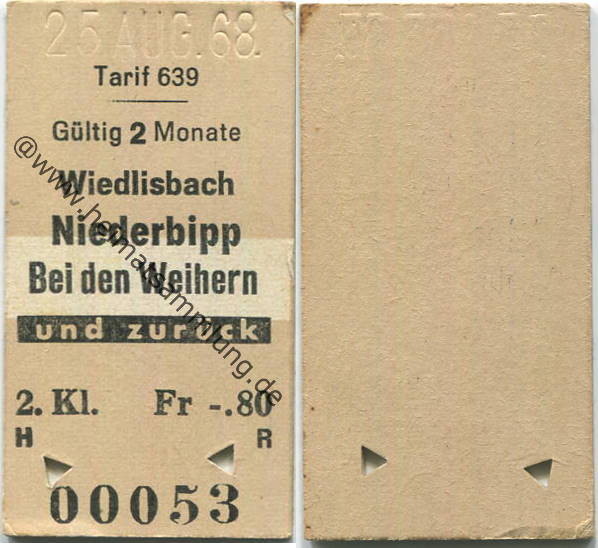 25 AUG. 68.
Tarif 639
Gültig 2 Monate
Wiedlisbach
Niederbipp
Bei den Weihern
und zurück
2. Kl. Fr -.80
H R
00053
@www.heimatsammlung.de